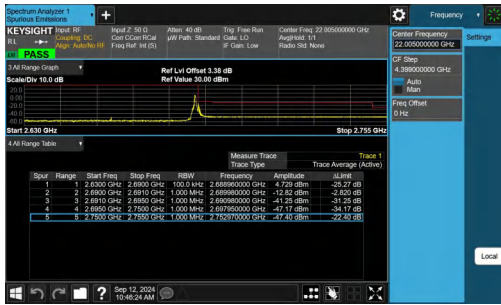 Spectrum Analyzer 1
Spurious Emissions
Frequency
KEYSIGHT Input: RF Input Z: 50 Ω Atten: 40 dB Trig: Free Run Center Freq: 22.005000000 GHz
RL Coupling: DC Corr CCorr RCal µW Path: Standard Gate: LO Avg|Hold: 1/1
Align: Auto/No RF Freq Ref: Int (S) IF Gain: Low Radio Std: None
PASS
Center Frequency
22.005000000 GHz
Settings
CF Step
4.399000000 GHz
Auto
Man
Freq Offset
0 Hz
3 All Range Graph
Scale/Div 10.0 dB
Ref Lvl Offset 3.38 dB
Ref Value 30.00 dBm
20.0
0.00
-20.0
-40.0
-60.0
Start 2.630 GHz
Stop 2.755 GHz
4 All Range Table
Measure Trace Trace 1
Trace Type Trace Average (Active)
Spur Range Start Freq Stop Freq RBW Frequency Amplitude ΔLimit
1 1 2.6300 GHz 2.6900 GHz 100.0 kHz 2.688960000 GHz 4.729 dBm -25.27 dB
2 2 2.6900 GHz 2.6910 GHz 1.000 MHz 2.689980000 GHz -12.82 dBm -2.820 dB
3 3 2.6910 GHz 2.6950 GHz 1.000 MHz 2.690980000 GHz -41.25 dBm -31.25 dB
4 4 2.6950 GHz 2.7500 GHz 1.000 MHz 2.697950000 GHz -47.17 dBm -34.17 dB
5 5 2.7500 GHz 2.7550 GHz 1.000 MHz 2.752970000 GHz -47.40 dBm -22.40 dB
Local
Sep 12, 2024
10:46:24 AM